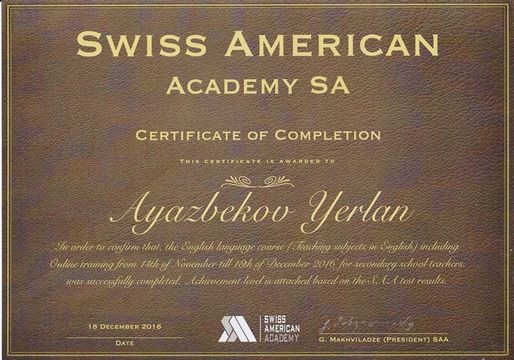 SWISS AMERICAN
ACADEMY SA
CERTIFICATE OF COMPLETION
THIS CERTIFICATE IS AWARDED TO
Ayazbekov Yerlan
In order to confirm that, the English language course (Teaching subjects in English) including
Online training from 14th of November till 18th of December 2016 for secondary school teachers,
was successfully completed. Achievement level is attached based on the SAA test results.
18 DECEMBER 2016
DATE
SWISS
AMERICAN
ACADEMY
G. MAKHVILADZE (PRESIDENT) SAA